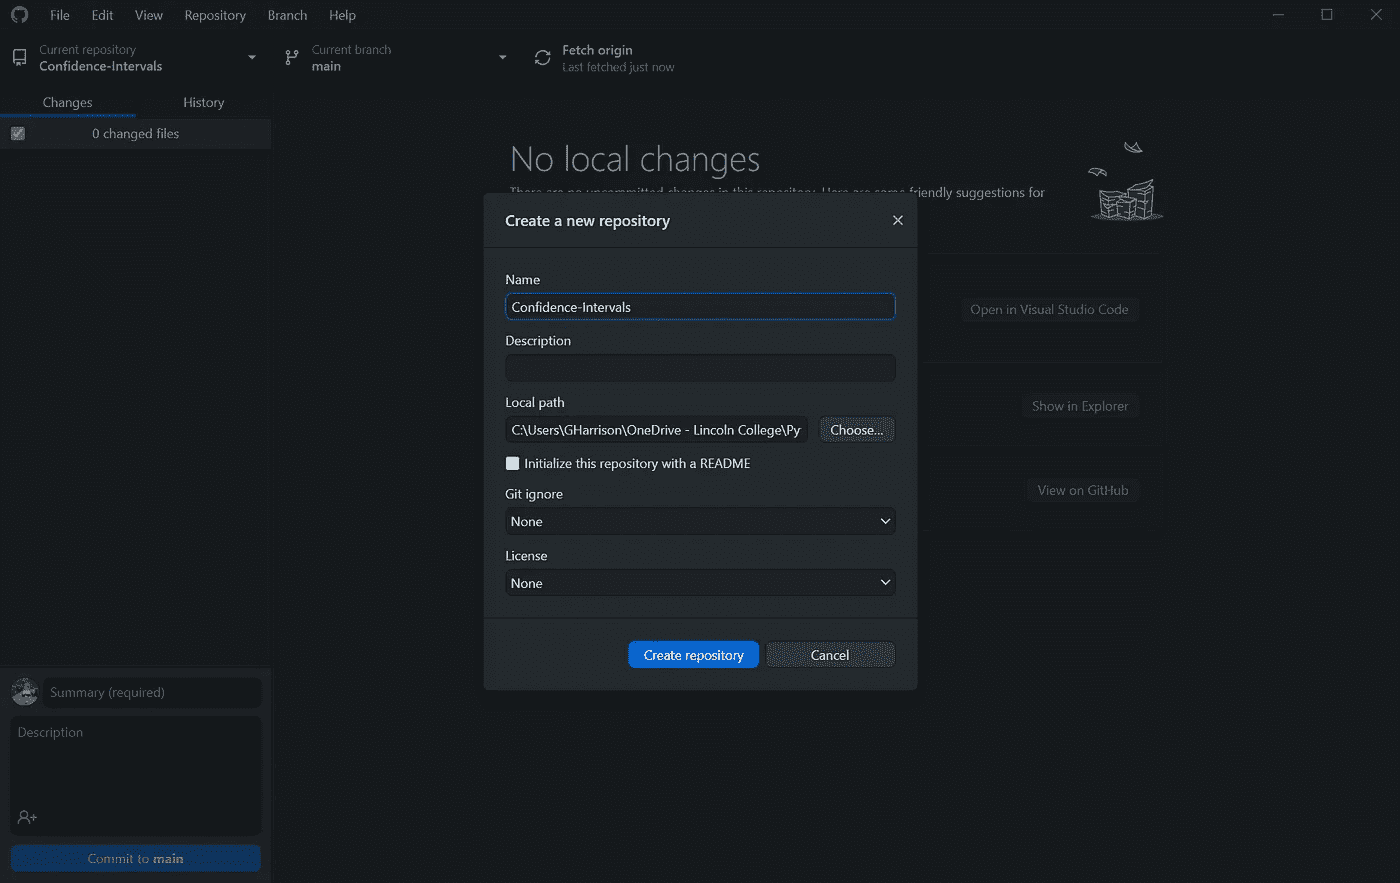 File Edit View Repository Branch Help
Current repository
Confidence-Intervals
Current branch
main
Fetch origin
Last fetched just now
Changes History
0 changed files
No local changes
There are no uncommitted changes in this repository. Here are some friendly suggestions for
Create a new repository
Name
Confidence-Intervals
Description
Local path
C:\Users\GHarrison\OneDrive - Lincoln College\Py
Choose...
Initialize this repository with a README
Git ignore
None
License
None
Create repository Cancel
Open in Visual Studio Code
Show in Explorer
View on GitHub
Summary (required)
Description
Commit to main